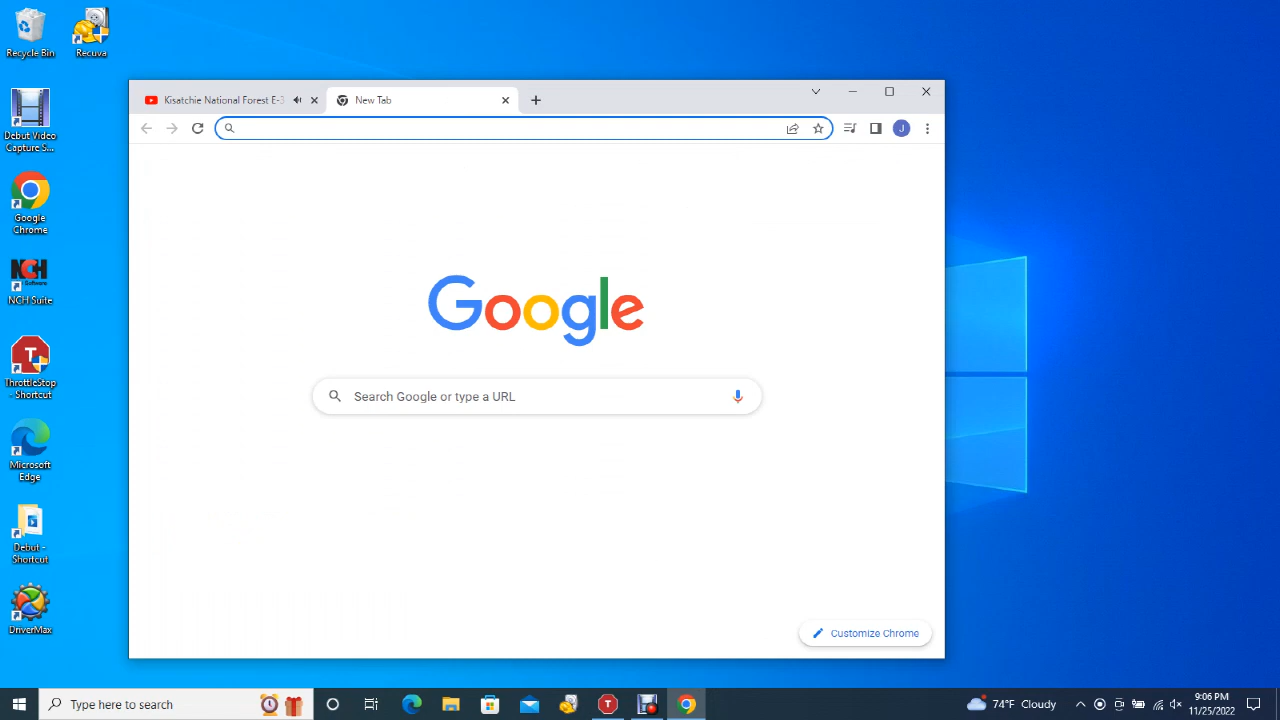 Recycle Bin
Recuva
Debut Video
Capture S...
Google
Chrome
NCH
Software
NCH Suite
T
ThrottleStop
- Shortcut
Microsoft
Edge
Debut -
Shortcut
DriverMax
Kisatchie National Forest E-3
New Tab
J
Google
Search Google or type a URL
Customize Chrome
Type here to search
T
74°F Cloudy
9:06 PM
11/25/2022